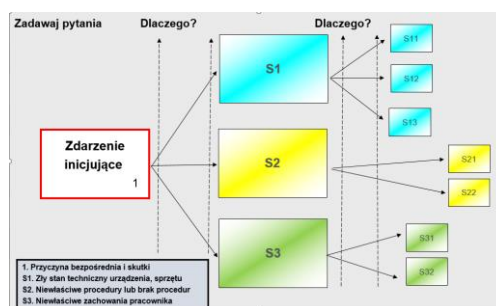 Zadawaj pytania
Dlaczego?
Dlaczego?
S11
S1
S12
S13
Zdarzenie
inicjujące
1
S2
S21
S22
S3
S31
S32
1. Przyczyna bezpośrednia i skutki
S1. Zły stan techniczny urządzenia, sprzętu
S2. Niewłaściwe procedury lub brak procedur
S3. Niewłaściwe zachowania pracownika